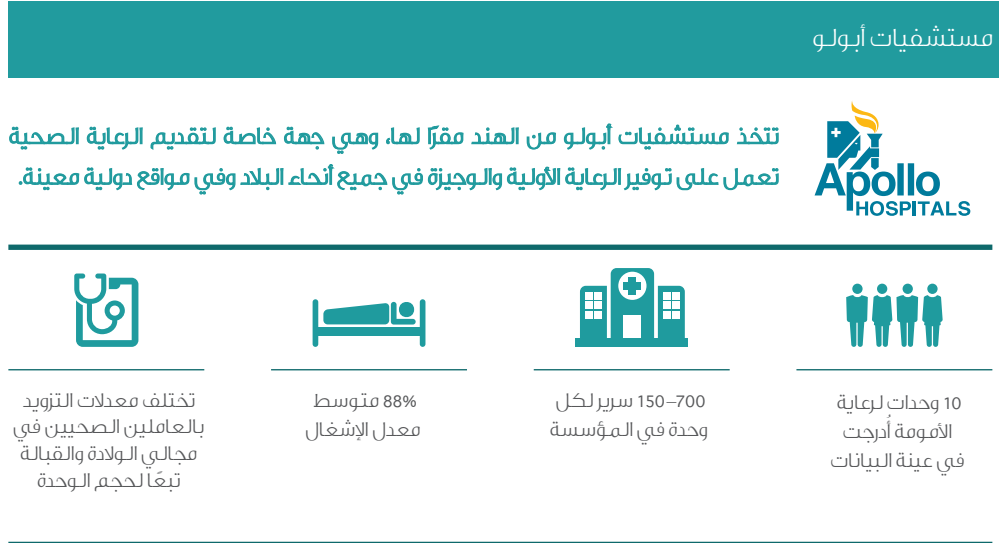 مستشفيات أبولو
Apollo
HOSPITALS
تتخذ مستشفيات أبولو من الهند مقرًا لها، وهي جهة خاصة لتقديم الرعاية الصحية
تعمل على توفير الرعاية الأولية والوجيزة في جميع أنحاء البلاد وفي مواقع دولية معينة.
10 وحدات لرعاية
الأمومة أُدرجت
في عينة البيانات
150–700 سرير لكل
وحدة في المؤسسة
88% متوسط
معدل الإشغال
تختلف معدلات التزويد
بالعاملين الصحيين في
مجالي الولادة والقبالة
تبعًا لحجم الوحدة